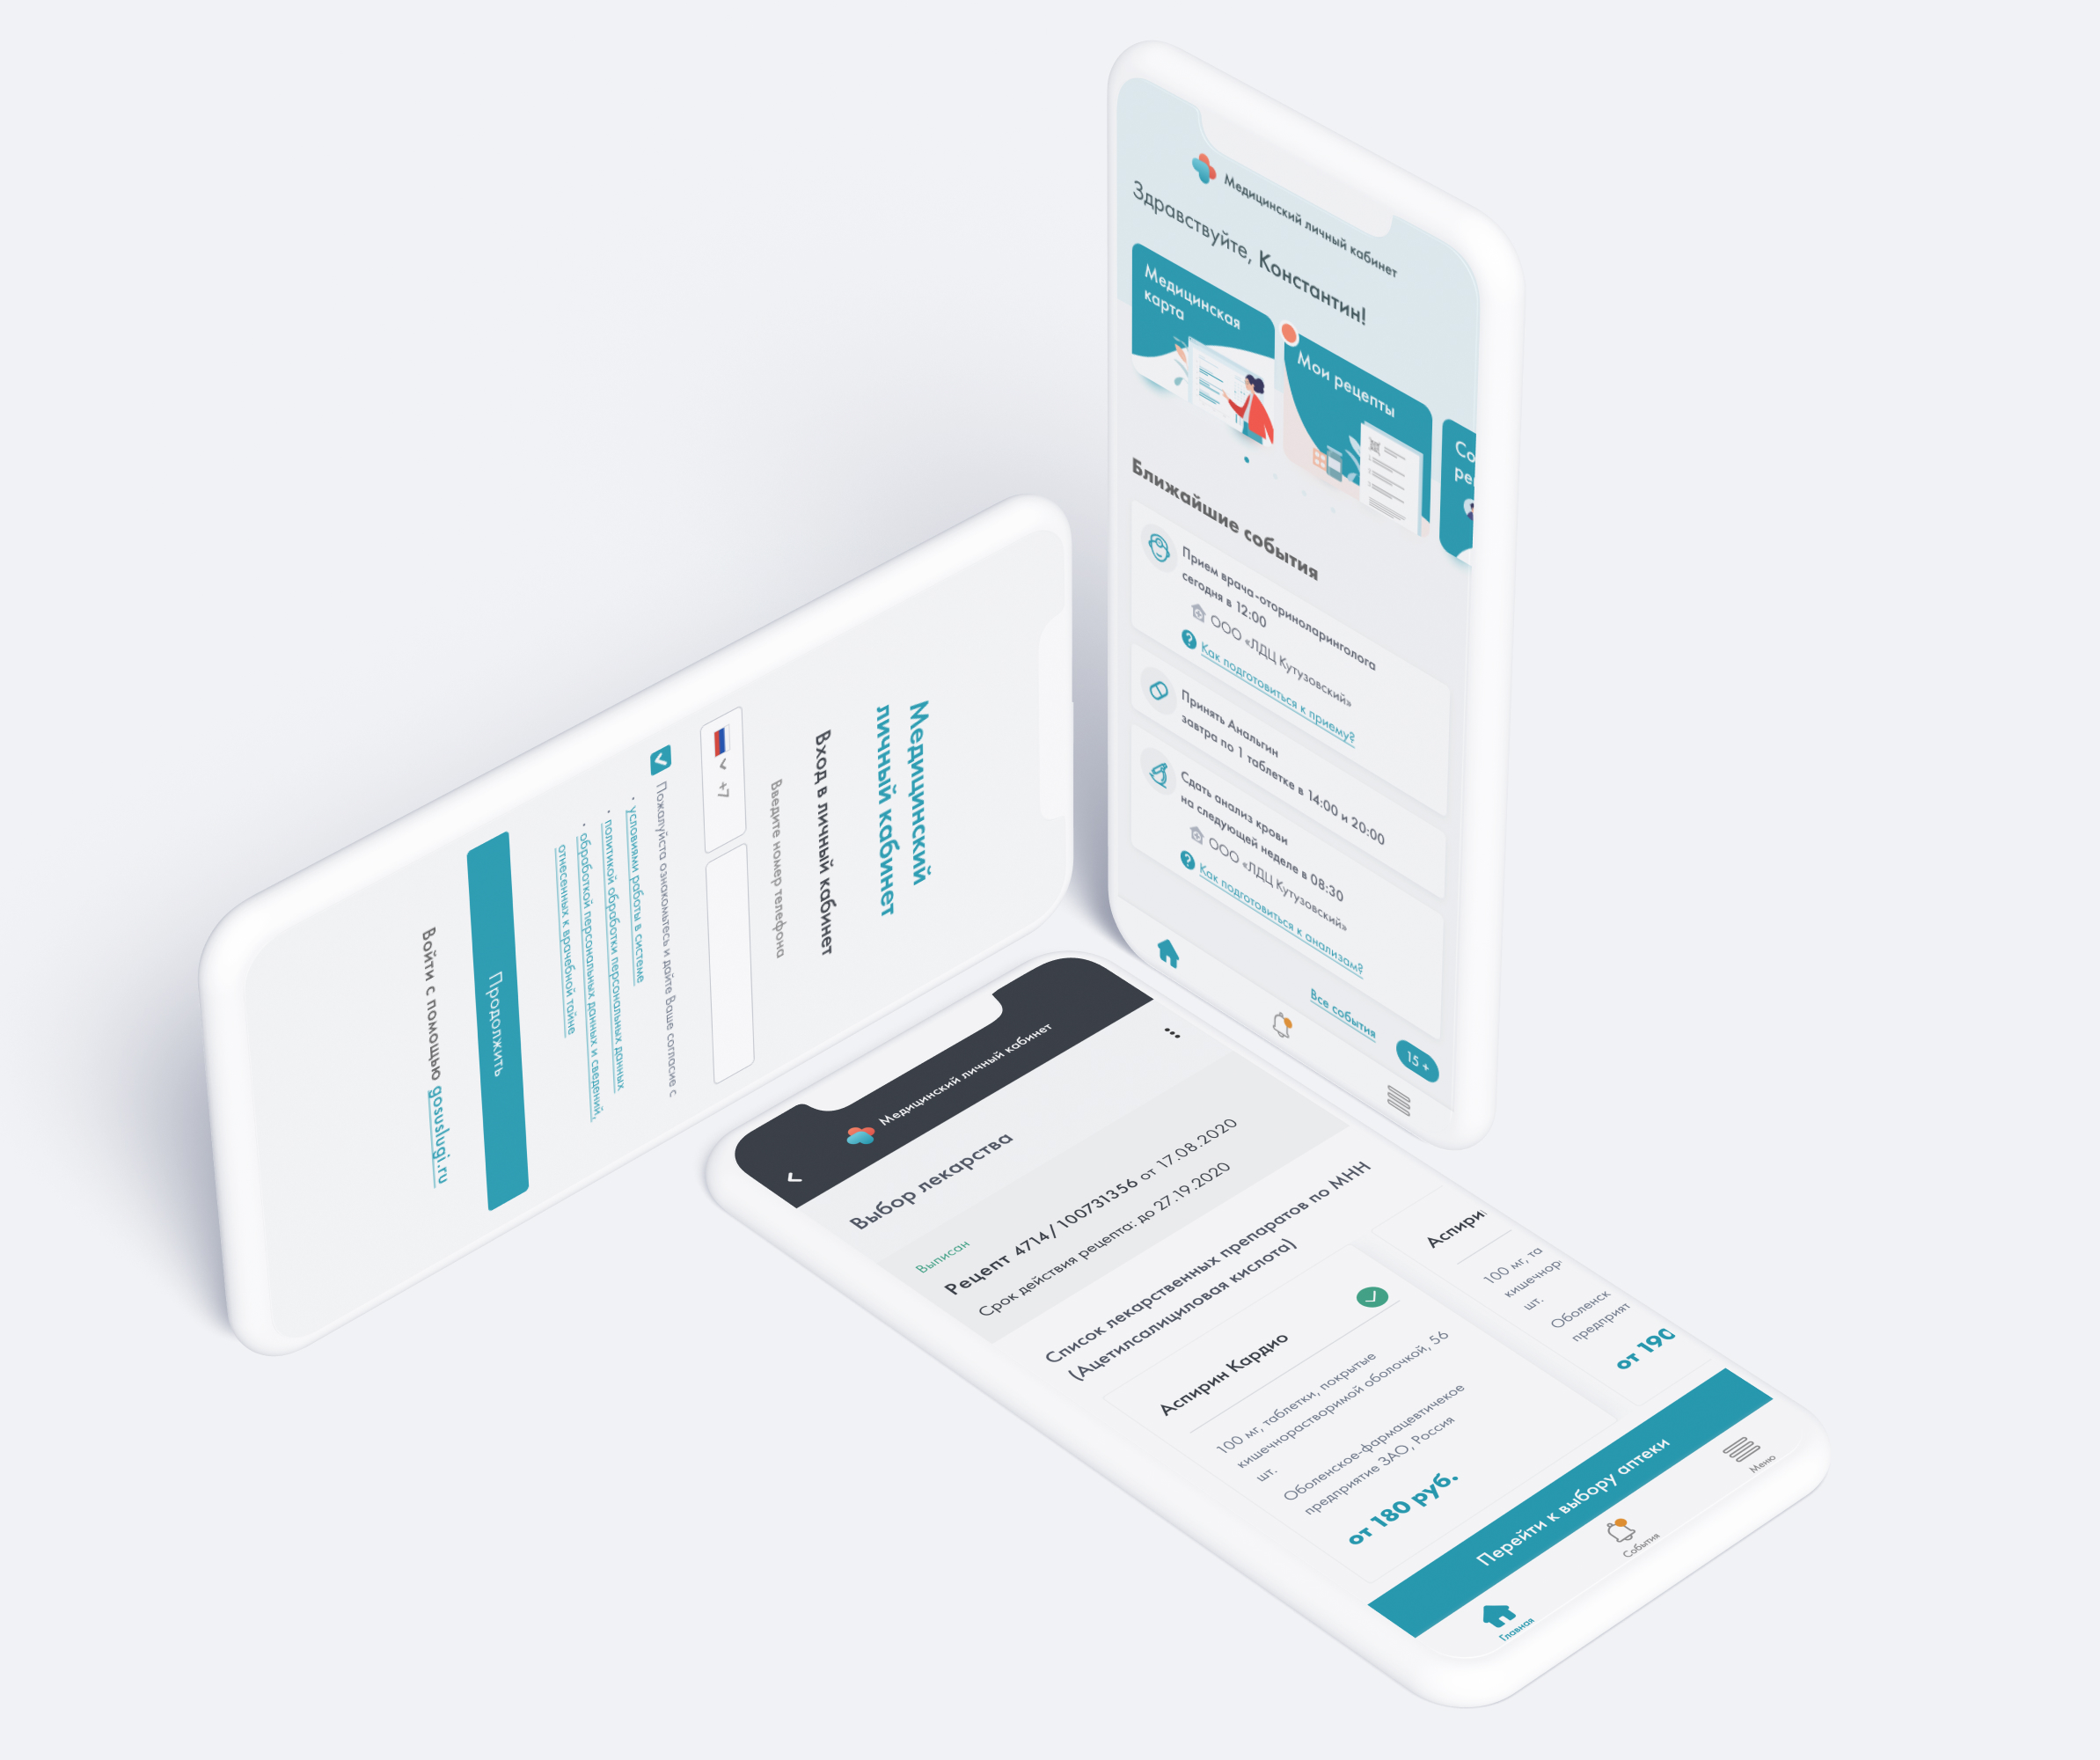 Медицинский
личный кабинет
Вход в личный кабинет
Введите номер телефона
+7
Пожалуйста ознакомьтесь и дайте Ваше согласие с
• условиями работы в системе
• политикой обработки персональных данных
• обработкой персональных данных и сведений,
отнесенных к врачебной тайне
Продолжить
Войти с помощью gosuslugi.ru
Медицинский личный кабинет
Здравствуйте, Константин!
Медицинская
карта
Мои рецепты
Со
ре
Ближайшие события
Прием врача-оториноларинголога
сегодня в 12:00
ООО «ЛДЦ Кутузовский»
? Как подготовиться к приему?
Принять Анальгин
завтра по 1 таблетке в 14:00 и 20:00
Сдать анализ крови
на следующей неделе в 08:30
ООО «ЛДЦ Кутузовский»
? Как подготовиться к анализам?
Все события
15 +
Медицинский личный кабинет
Выбор лекарства
Выписан
Рецепт 4714/100731356 от 17.08.2020
Срок действия рецепта: до 27.19.2020
Список лекарственных препаратов по МНН
(Ацетилсалициловая кислота)
Аспирин Кардио
100 мг, таблетки, покрытые
кишечнорастворимой оболочкой, 56
шт.
Оболенское-фармацевтичекое
предприятие ЗАО, Россия
от 180 руб.
Аспирин
100 мг, та
кишечнор
шт.
Оболенск
предприят
от 190
Перейти к выбору аптеки
Главная
События
Меню